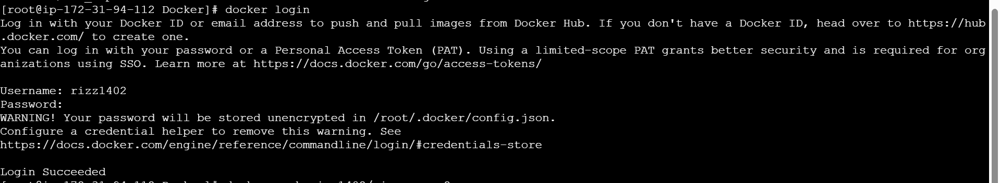 [root@ip-172-31-94-112 Docker]# docker login
Log in with your Docker ID or email address to push and pull images from Docker Hub. If you don't have a Docker ID, head over to https://hub
.docker.com/ to create one.
You can log in with your password or a Personal Access Token (PAT). Using a limited-scope PAT grants better security and is required for org
anizations using SSO. Learn more at https://docs.docker.com/go/access-tokens/
Username: rizz1402
Password:
WARNING! Your password will be stored unencrypted in /root/.docker/config.json.
Configure a credential helper to remove this warning. See
https://docs.docker.com/engine/reference/commandline/login/#credentials-store
Login Succeeded